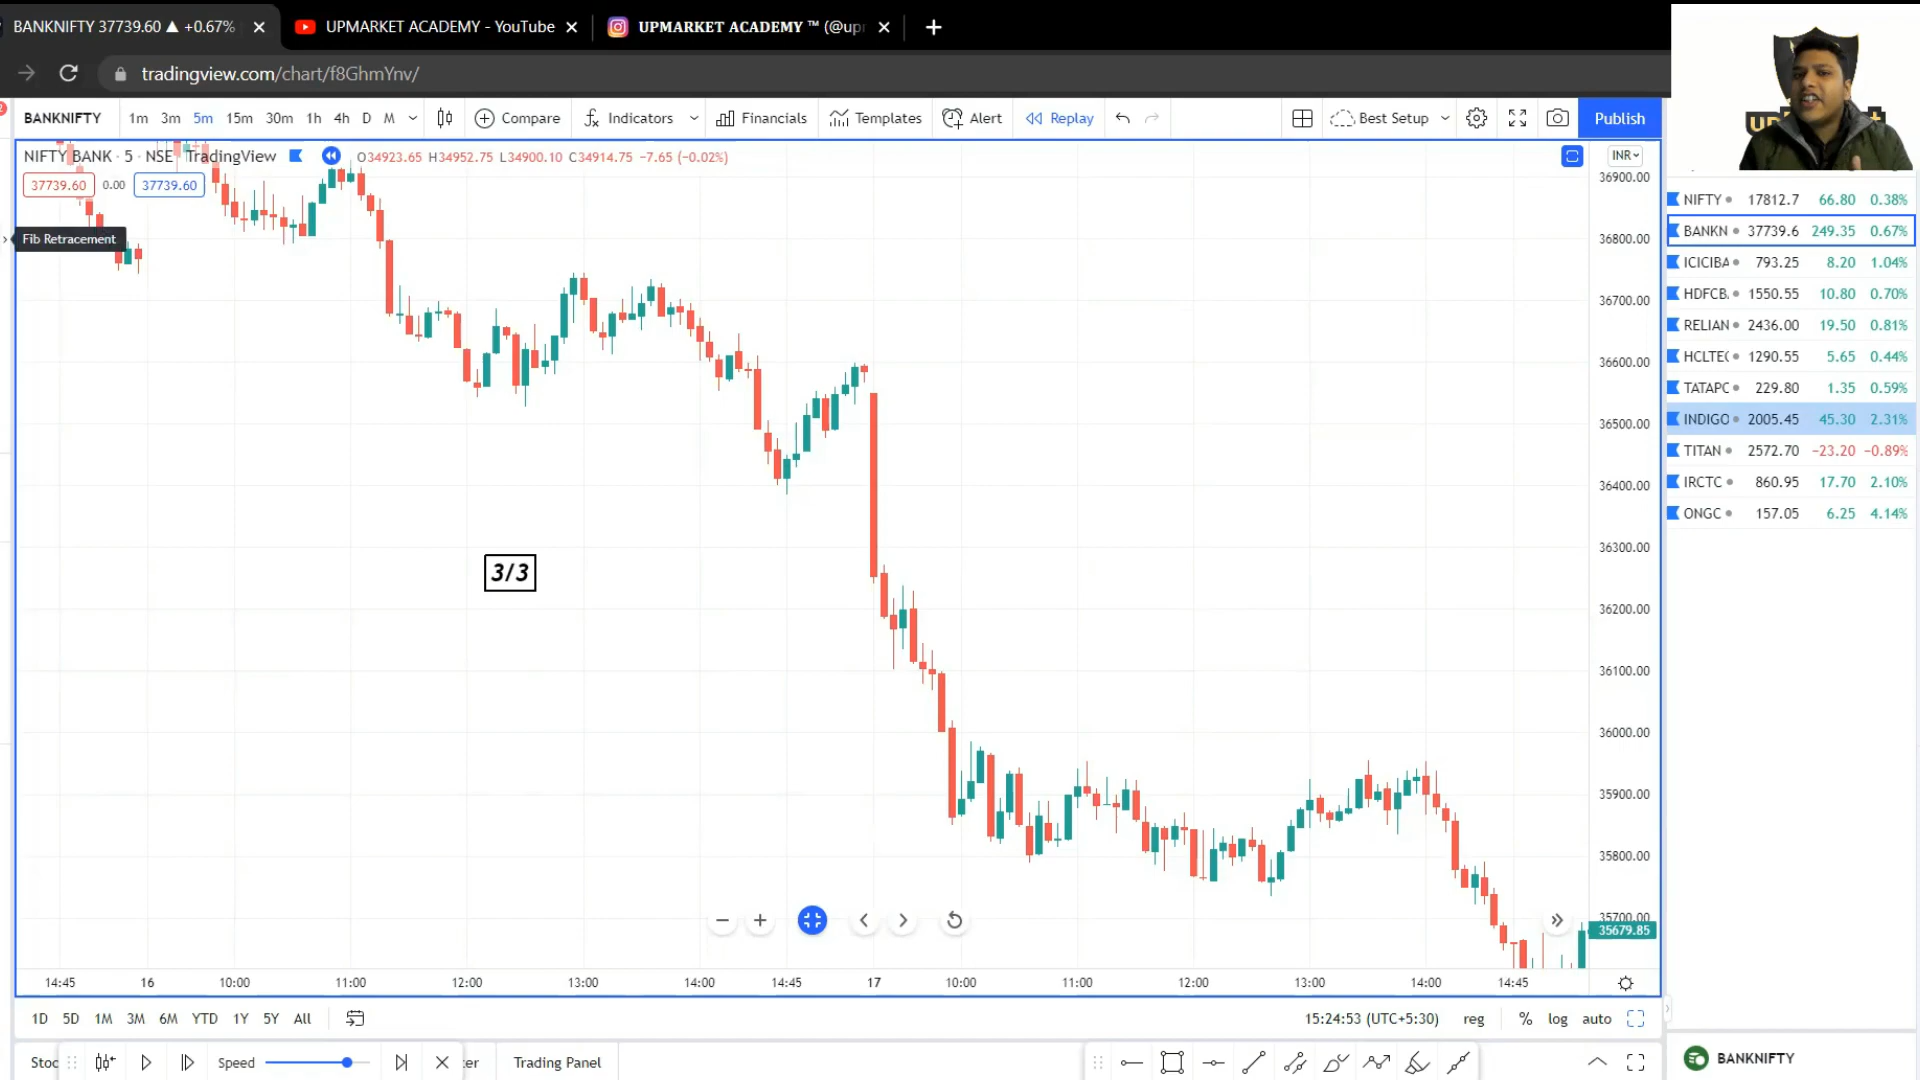 BANKNIFTY 37739.60 ▲ +0.67%
UPMARKET ACADEMY - YouTube
UPMARKET ACADEMY ™ (@up
tradingview.com/chart/f8GhmYnv/
BANKNIFTY 1m 3m 5m 15m 30m 1h 4h D M Compare Indicators Financials Templates Alert Replay Best Setup Publish
NIFTY BANK · 5 · NSE TradingView O34923.65 H34952.75 L34900.10 C34914.75 −7.65 (−0.02%)
INR
37739.60 0.00 37739.60
Fib Retracement
36900.00
36800.00
36700.00
36600.00
36500.00
36400.00
36300.00
36200.00
36100.00
36000.00
35900.00
35800.00
35700.00
35679.85
3/3
NIFTY 17812.7 66.80 0.38%
BANKN 37739.6 249.35 0.67%
ICICIBA 793.25 8.20 1.04%
HDFCB. 1550.55 10.80 0.70%
RELIAN 2436.00 19.50 0.81%
HCLTE( 1290.55 5.65 0.44%
TATAPC 229.80 1.35 0.59%
INDIGO 2005.45 45.30 2.31%
TITAN 2572.70 −23.20 −0.89%
IRCTC 860.95 17.70 2.10%
ONGC 157.05 6.25 4.14%
14:45 16 10:00 11:00 12:00 13:00 14:00 14:45 17 10:00 11:00 12:00 13:00 14:00 14:45
1D 5D 1M 3M 6M YTD 1Y 5Y All
15:24:53 (UTC+5:30) reg % log auto
Stoc Speed ter Trading Panel
BANKNIFTY